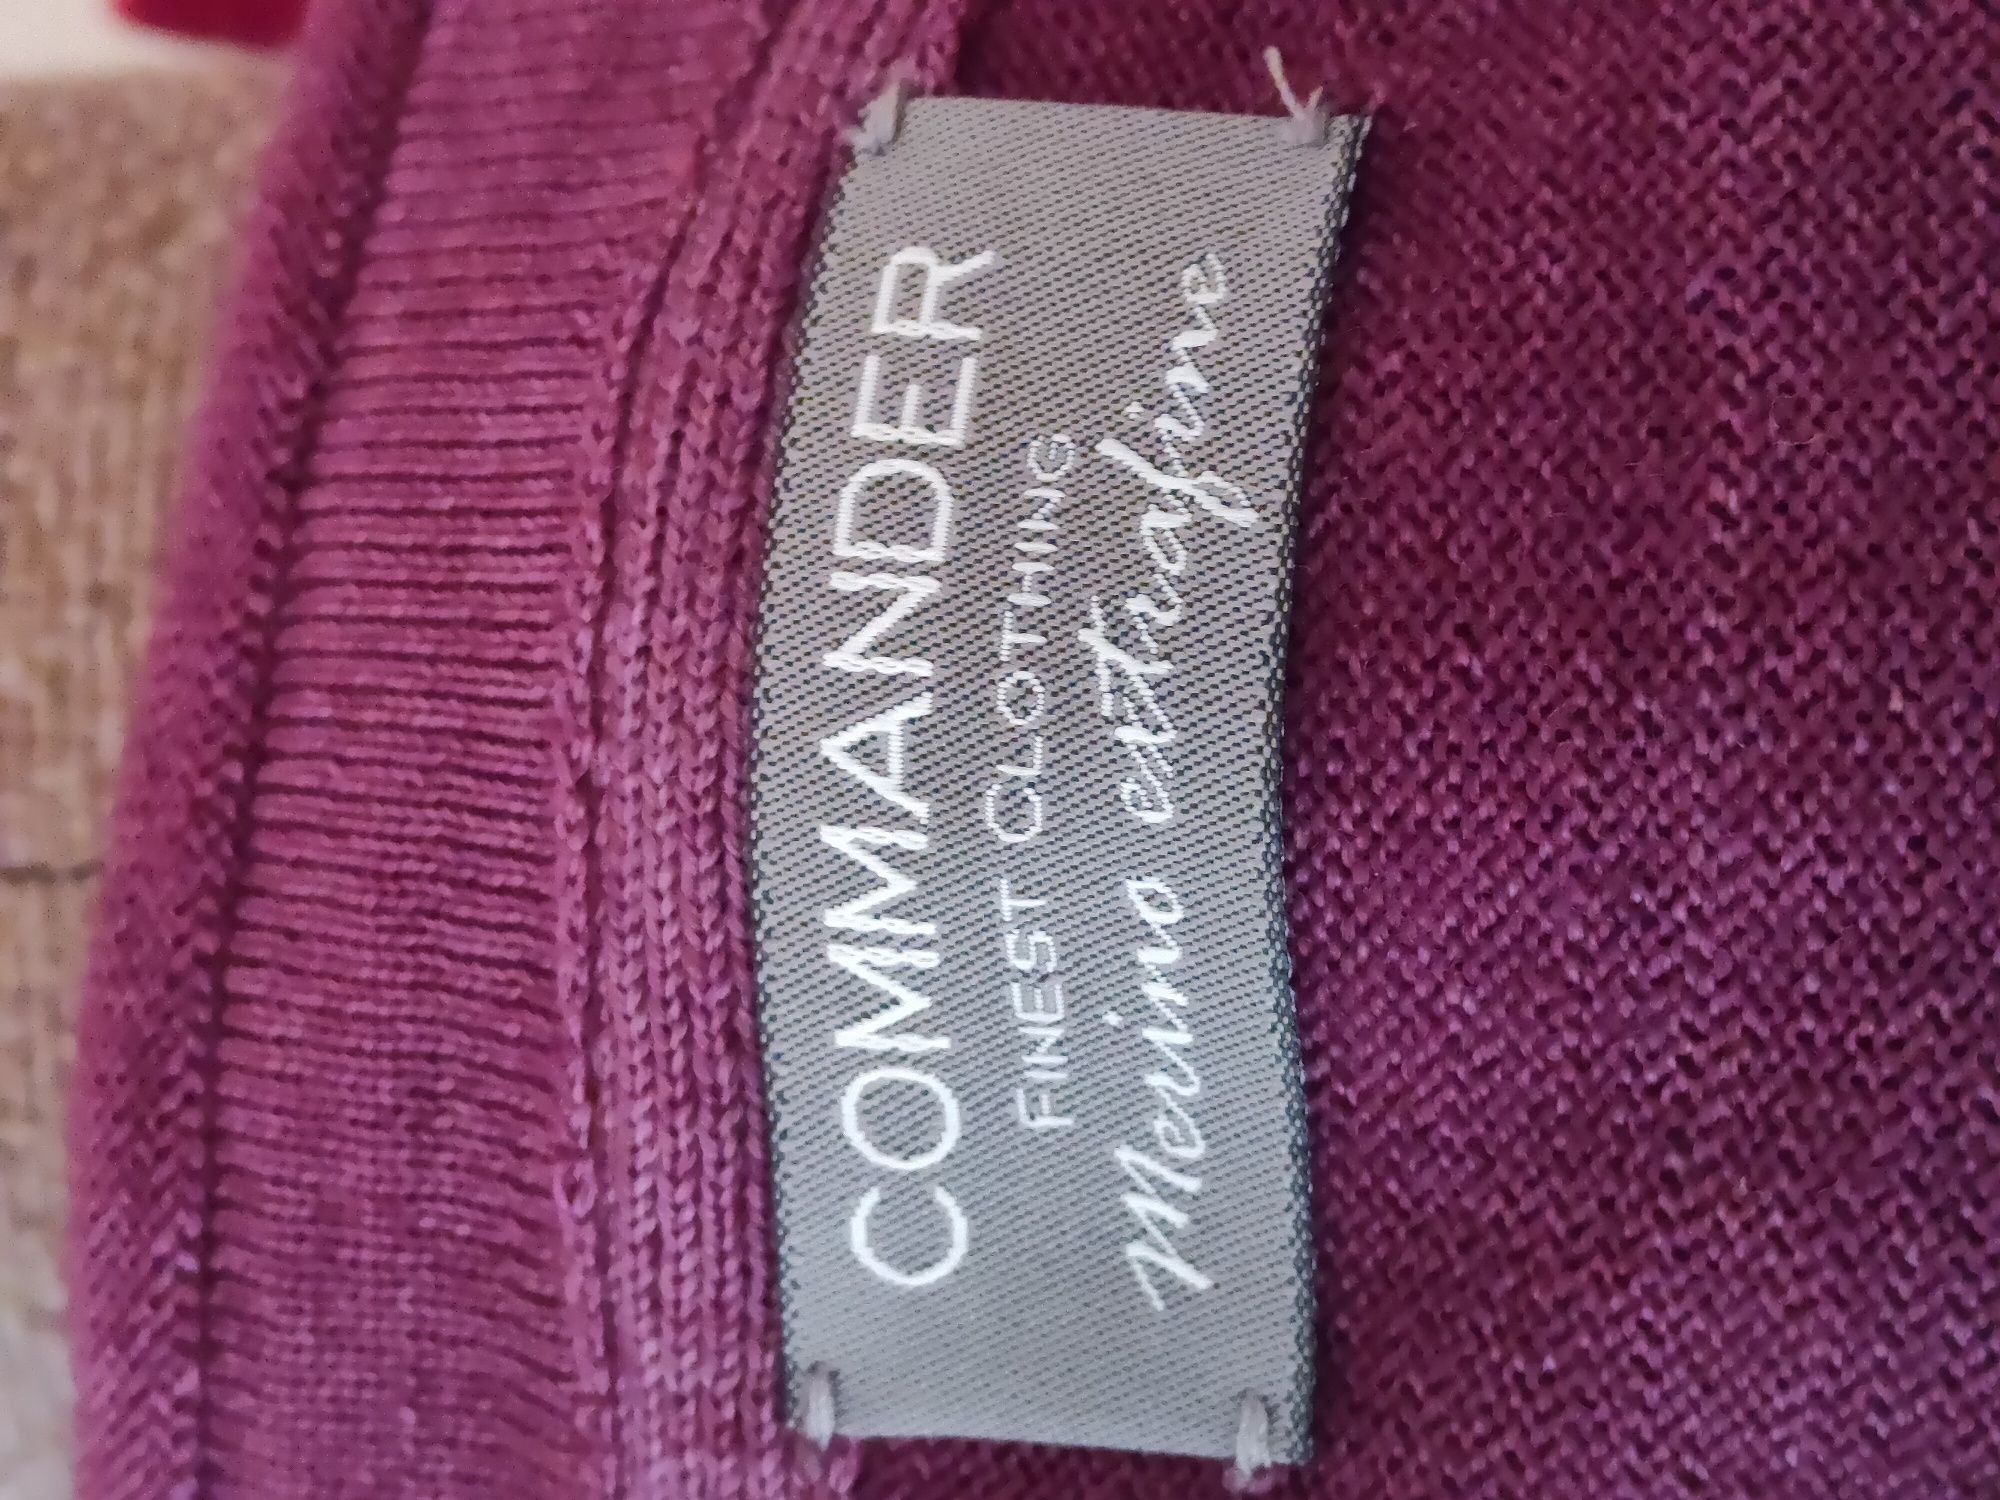 COMMANDER
FINEST CLOTHING
Merino extrafine